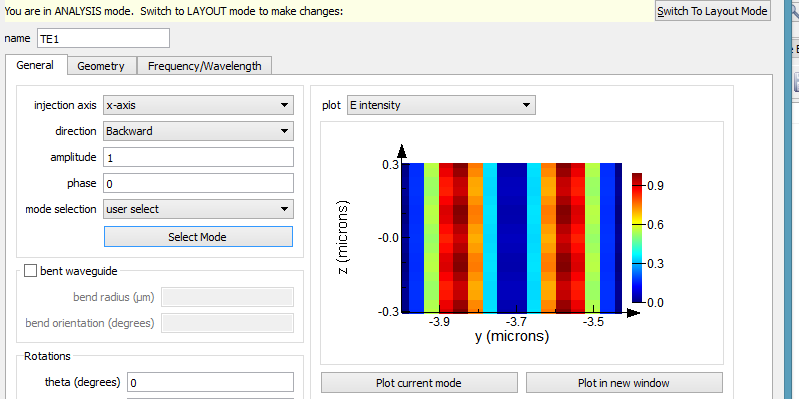 You are in ANALYSIS mode. Switch to LAYOUT mode to make changes:
Switch To Layout Mode
name TE1
General Geometry Frequency/Wavelength
injection axis x-axis
direction Backward
amplitude 1
phase 0
mode selection user select
Select Mode
bent waveguide
bend radius (µm)
bend orientation (degrees)
Rotations
theta (degrees) 0
plot E intensity
0.3
-0.0
-0.3
z (microns)
-3.9 -3.7 -3.5
y (microns)
0.9
0.6
0.3
0.0
Plot current mode Plot in new window